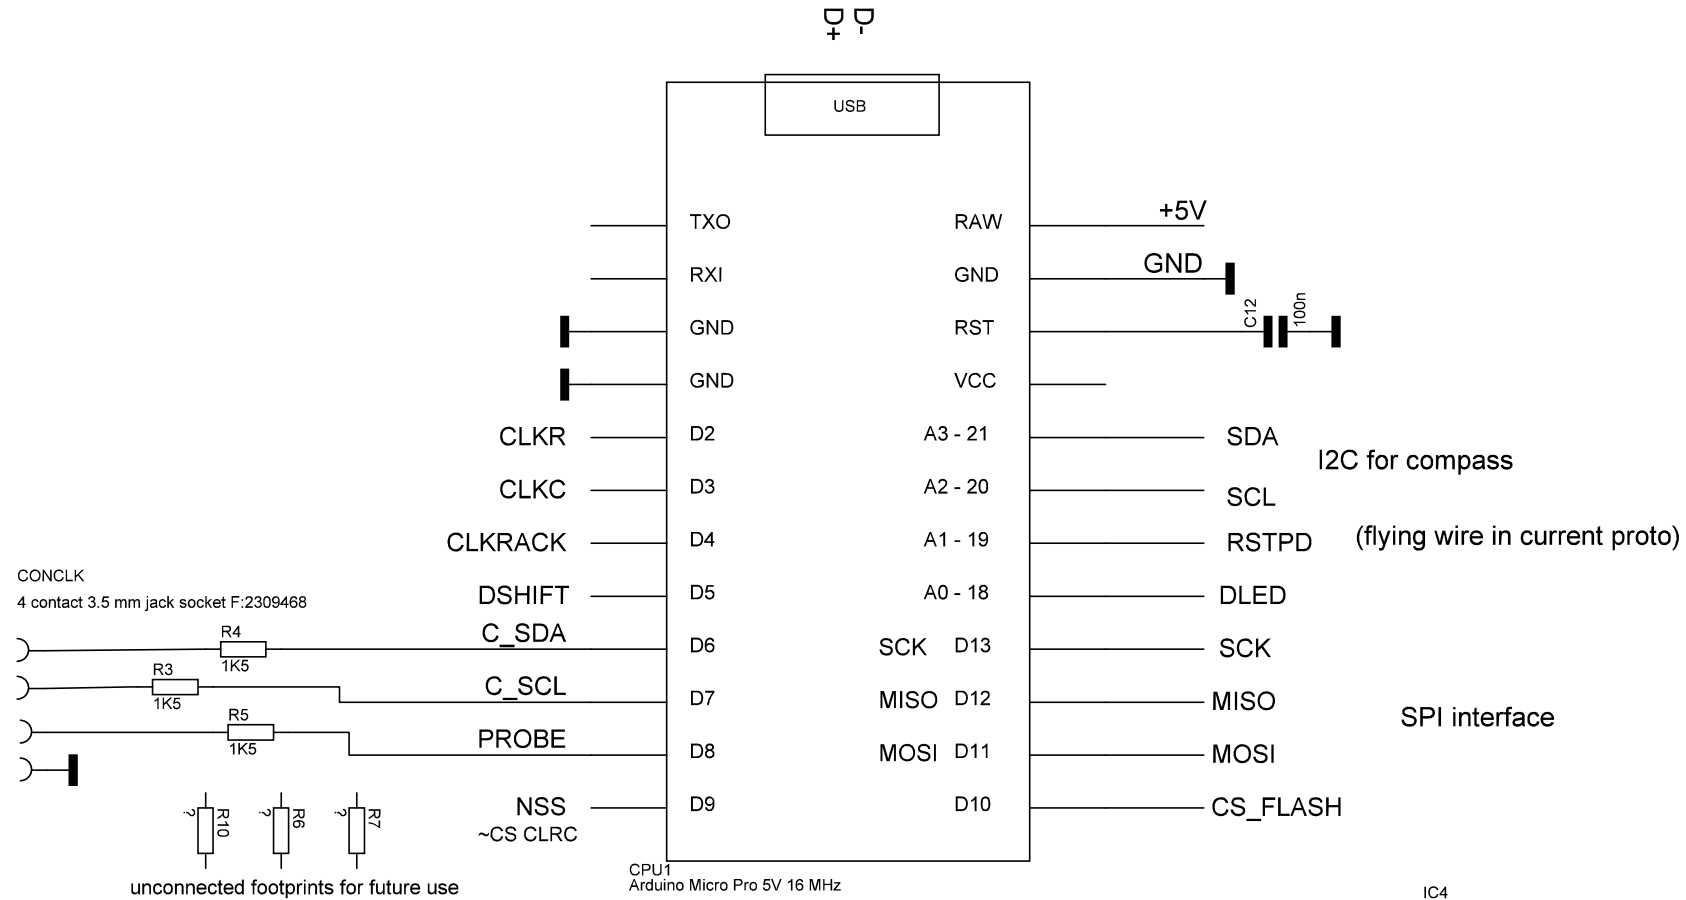 D+ D-
USB
TXO RAW +5V
RXI GND GND
GND RST C12 100n
GND VCC
CLKR D2 A3 - 21 SDA
I2C for compass
CLKC D3 A2 - 20 SCL
CLKRACK D4 A1 - 19 RSTPD (flying wire in current proto)
CONCLK
4 contact 3.5 mm jack socket F:2309468
DSHIFT D5 A0 - 18 DLED
R4 1K5 C_SDA D6 SCK D13 SCK
R3 1K5 C_SCL D7 MISO D12 MISO
SPI interface
R5 1K5 PROBE D8 MOSI D11 MOSI
NSS D9 D10 CS_FLASH
~CS CLRC
? R10 ? R6 ? R7
unconnected footprints for future use
CPU1
Arduino Micro Pro 5V 16 MHz
IC4